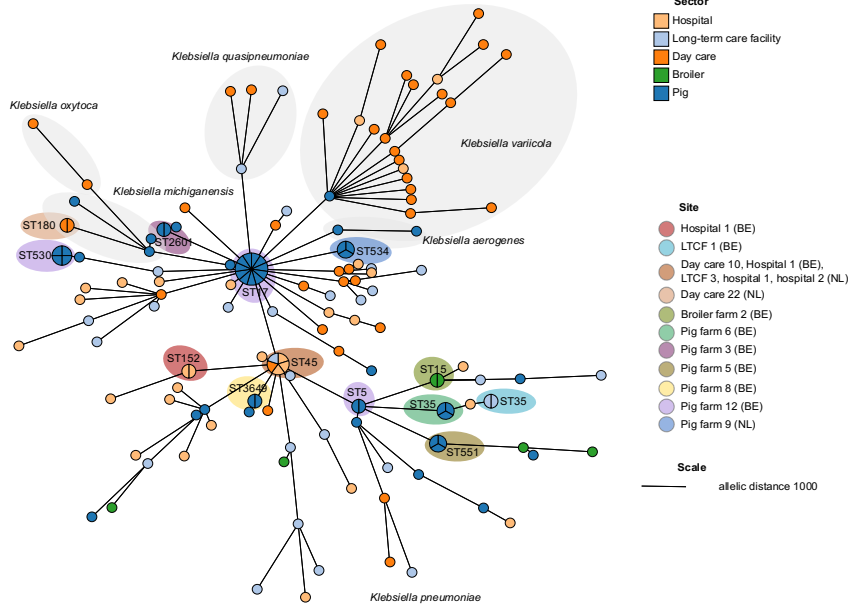 Sector
Hospital
Long-term care facility
Day care
Broiler
Pig
Klebsiella quasipneumoniae
Klebsiella oxytoca
Klebsiella variicola
Klebsiella michiganensis
ST180
ST2601
Klebsiella aerogenes
ST530
ST534
ST17
Site
Hospital 1 (BE)
LTCF 1 (BE)
Day care 10, Hospital 1 (BE),
LTCF 3, hospital 1, hospital 2 (NL)
Day care 22 (NL)
Broiler farm 2 (BE)
Pig farm 6 (BE)
Pig farm 3 (BE)
Pig farm 5 (BE)
Pig farm 8 (BE)
Pig farm 12 (BE)
Pig farm 9 (NL)
ST152
ST45
ST15
ST3649
ST5
ST35
ST35
ST551
Scale
allelic distance 1000
Klebsiella pneumoniae